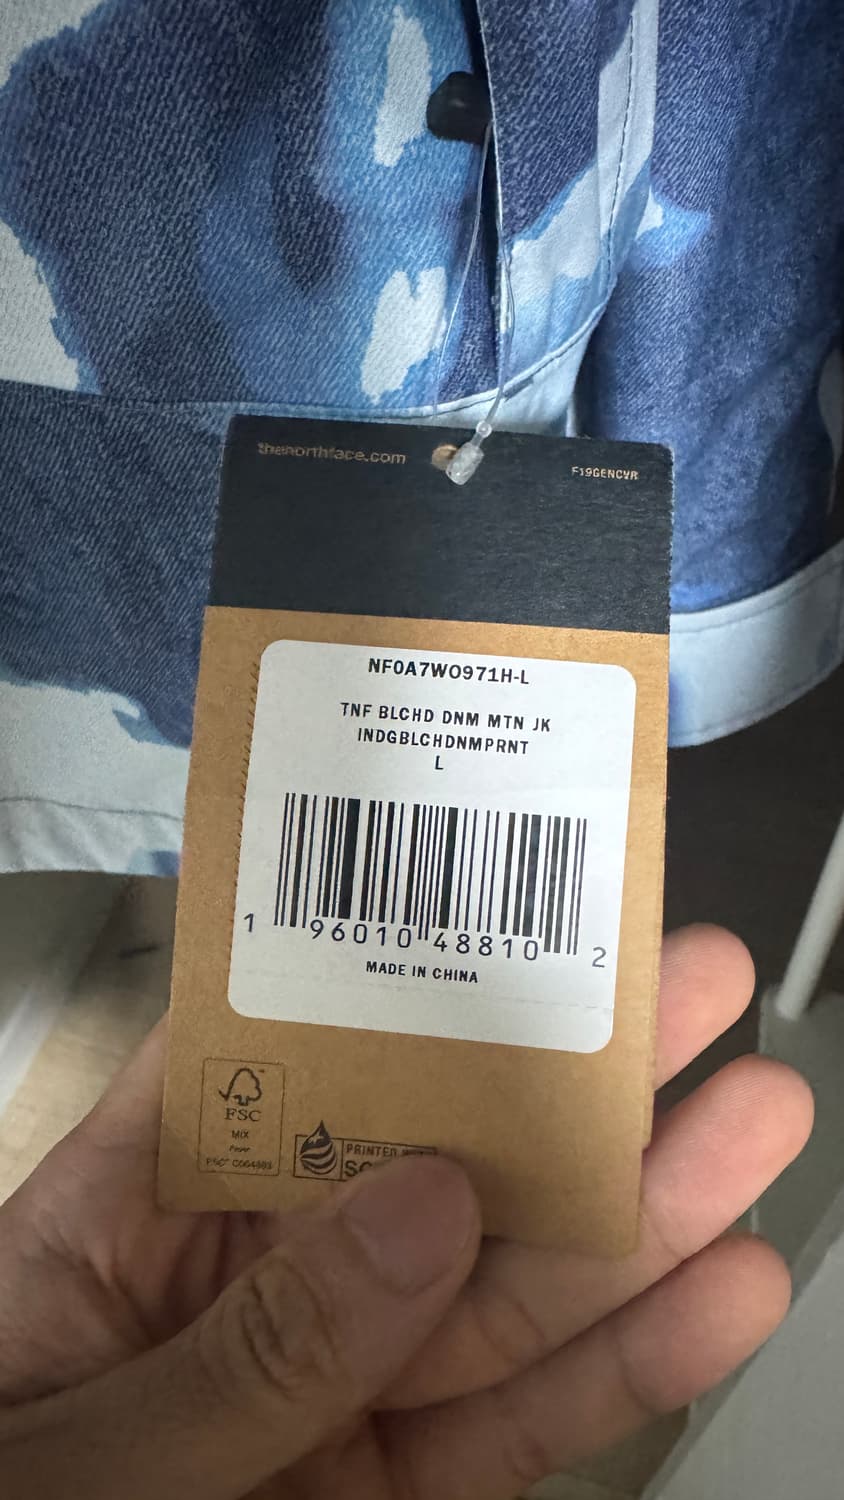 thenorthface.com
F19GENCVR
NF0A7WO971H-L
TNF BLCHD DNM MTN JK
INDGBLCHDNMPRNT
L
1 96010 48810 2
MADE IN CHINA
FSC
MIX
Paper
PRINTED